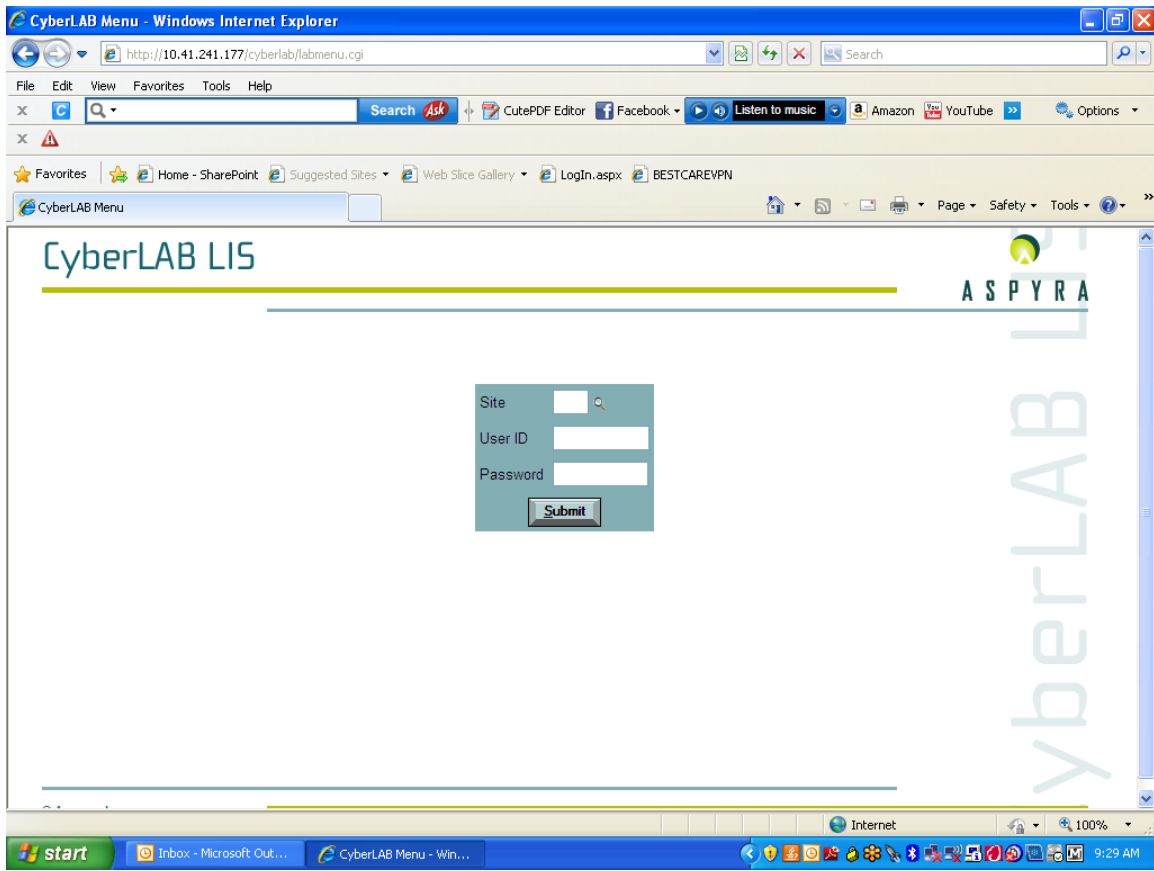 CyberLAB Menu - Windows Internet Explorer
http://10.41.241.177/cyberlab/labmenu.cgi Search
File Edit View Favorites Tools Help
x C Search Ask CutePDF Editor Facebook Listen to music Amazon YouTube >> Options
x
Favorites Home - SharePoint Suggested Sites Web Slice Gallery LogIn.aspx BESTCAREVPN
CyberLAB Menu Page Safety Tools >>
CyberLAB LIS
ASPYRA
Site
User ID
Password
Submit
yberLAB LIS
Internet 100%
start Inbox - Microsoft Out... CyberLAB Menu - Win... 9:29 AM